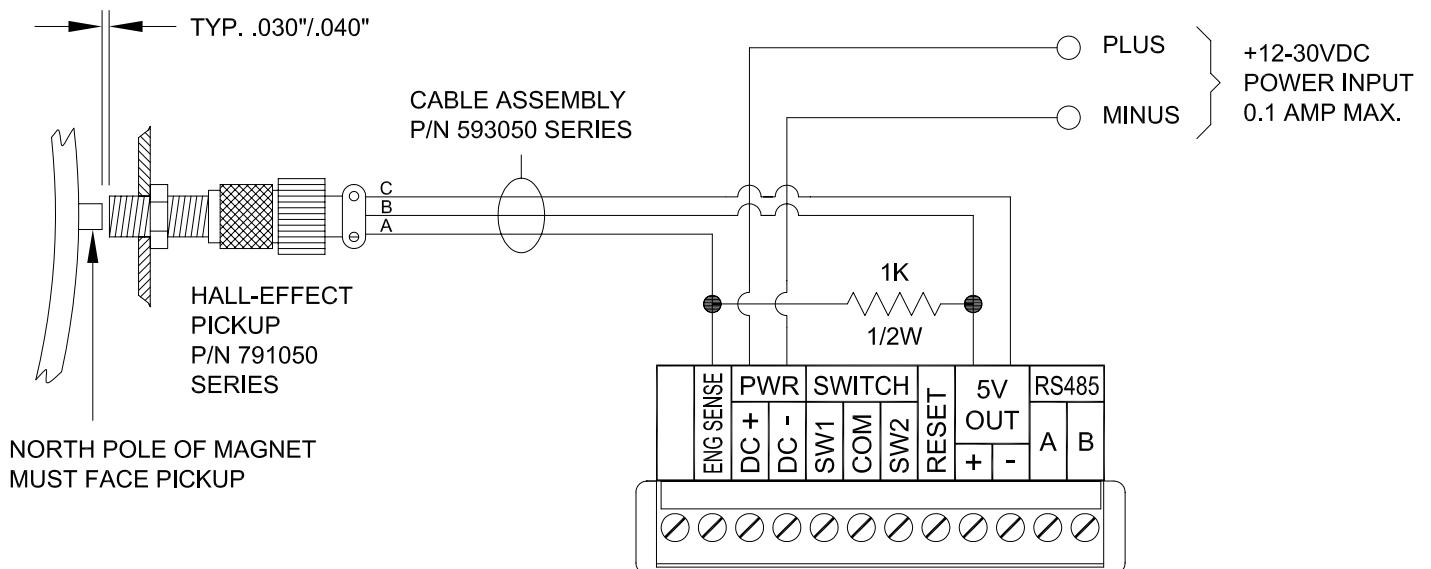 TYP. .030"/.040"
PLUS
MINUS
+12-30VDC
POWER INPUT
0.1 AMP MAX.
CABLE ASSEMBLY
P/N 593050 SERIES
C
B
A
HALL-EFFECT
PICKUP
P/N 791050
SERIES
NORTH POLE OF MAGNET
MUST FACE PICKUP
1K
1/2W
ENG SENSE
PWR
DC +
DC -
SWITCH
SW1
COM
SW2
RESET
5V
OUT
+
-
RS485
A
B